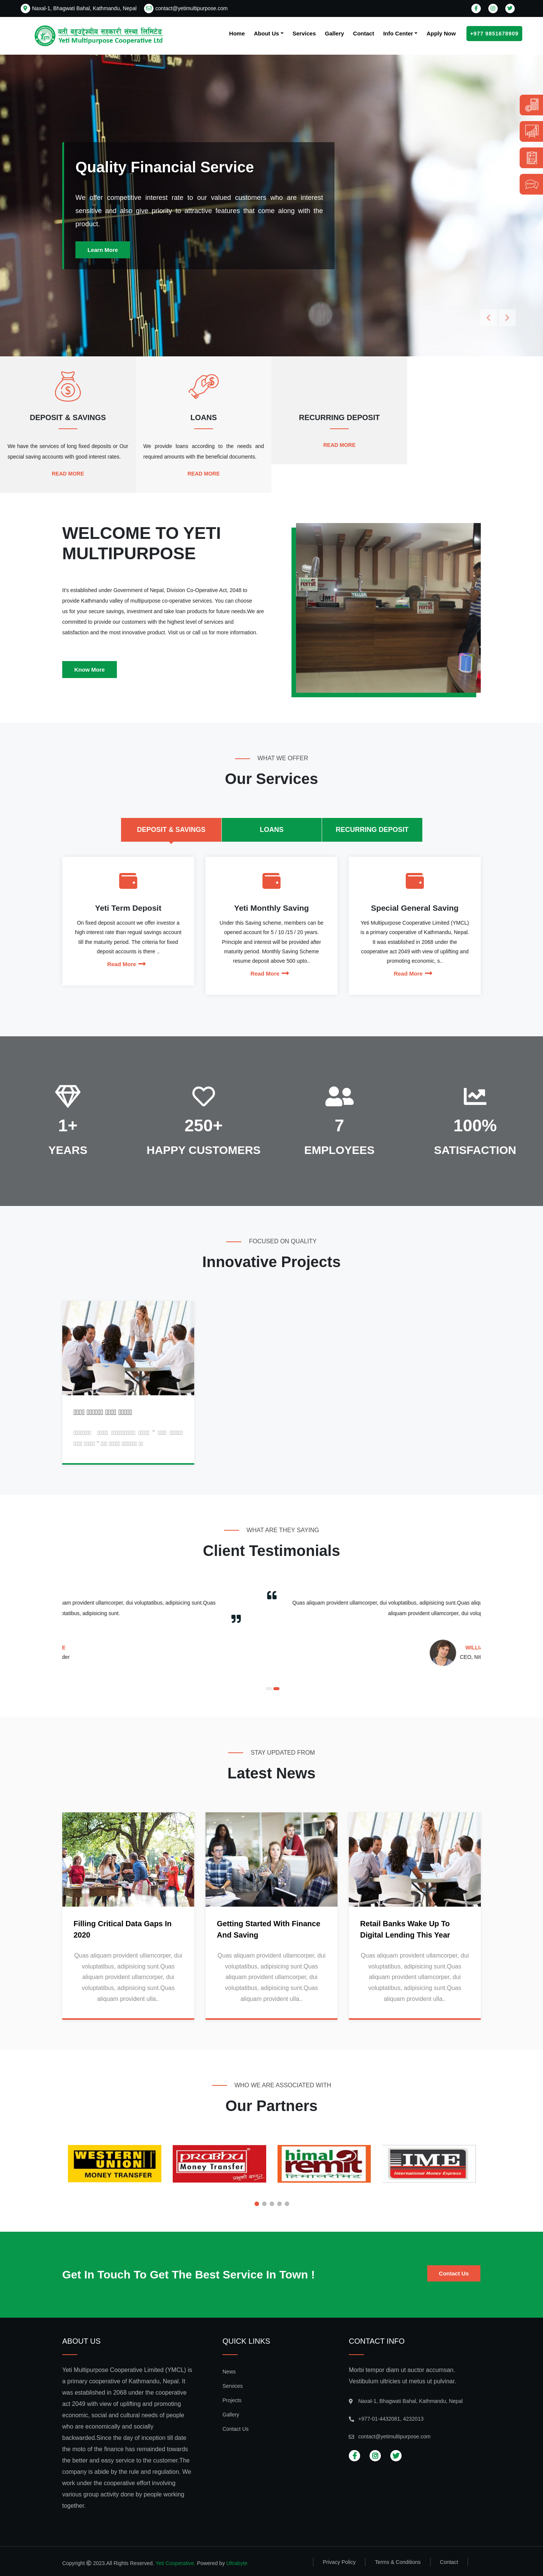 Naxal-1, Bhagwati Bahal, Kathmandu, Nepal
contact@yetimultipurpose.com
यती बहुउद्देश्यीय सहकारी संस्था लिमिटेड
Yeti Multipurpose Cooperative Ltd
Home
About Us
Services
Gallery
Contact
Info Center
Apply Now
+977 9851678909
Quality Financial Service
We offer competitive interest rate to our valued customers who are interest
sensitive and also give priority to attractive features that come along with the
product.
Learn More
DEPOSIT & SAVINGS
We have the services of long fixed deposits or Our
special saving accounts with good interest rates.
READ MORE
LOANS
We provide loans according to the needs and
required amounts with the beneficial documents.
READ MORE
RECURRING DEPOSIT
READ MORE
WELCOME TO YETI
MULTIPURPOSE
It's established under Government of Nepal, Division Co-Operative Act, 2048 to
provide Kathmandu valley of multipurpose co-operative services. You can choose
us for your secure savings, investment and take loan products for future needs.We are
committed to provide our customers with the highest level of services and
satisfaction and the most innovative product. Visit us or call us for more information.
Know More
remit
WHAT WE OFFER
Our Services
DEPOSIT & SAVINGS
LOANS
RECURRING DEPOSIT
Yeti Term Deposit
On fixed deposit account we offer investor a
high interest rate than regual savings account
till the maturity period. The criteria for fixed
deposit accounts is there ..
Read More
Yeti Monthly Saving
Under this Saving scheme, members can be
opened account for 5 / 10 /15 / 20 years.
Principle and interest will be provided after
maturity period. Monthly Saving Scheme
resume deposit above 500 upto..
Read More
Special General Saving
Yeti Multipurpose Cooperative Limited (YMCL)
is a primary cooperative of Kathmandu, Nepal.
It was established in 2068 under the
cooperative act 2049 with view of uplifting and
promoting economic, s..
Read More
1+
YEARS
250+
HAPPY CUSTOMERS
7
EMPLOYEES
100%
SATISFACTION
FOCUSED ON QUALITY
Innovative Projects
WHAT ARE THEY SAYING
Client Testimonials
uam provident ullamcorper, dui voluptatibus, adipisicing sunt.Quas
ptatibus, adipisicing sunt.
E
der
Quas aliquam provident ullamcorper, dui voluptatibus, adipisicing sunt.Quas aliq
aliquam provident ullamcorper, dui volup
WILLI
CEO, NI
STAY UPDATED FROM
Latest News
Filling Critical Data Gaps In
2020
Quas aliquam provident ullamcorper, dui
voluptatibus, adipisicing sunt.Quas
aliquam provident ullamcorper, dui
voluptatibus, adipisicing sunt.Quas
aliquam provident ulla..
Getting Started With Finance
And Saving
Quas aliquam provident ullamcorper, dui
voluptatibus, adipisicing sunt.Quas
aliquam provident ullamcorper, dui
voluptatibus, adipisicing sunt.Quas
aliquam provident ulla..
Retail Banks Wake Up To
Digital Lending This Year
Quas aliquam provident ullamcorper, dui
voluptatibus, adipisicing sunt.Quas
aliquam provident ullamcorper, dui
voluptatibus, adipisicing sunt.Quas
aliquam provident ulla..
WHO WE ARE ASSOCIATED WITH
Our Partners
WESTERN
UNION
MONEY TRANSFER
prabhu
Money Transfer
himal
remit
हिमालरेमिट
IME
International Money Express
Get In Touch To Get The Best Service In Town !
Contact Us
ABOUT US
Yeti Multipurpose Cooperative Limited (YMCL) is
a primary cooperative of Kathmandu, Nepal. It
was established in 2068 under the cooperative
act 2049 with view of uplifting and promoting
economic, social and cultural needs of people
who are economically and socially
backwarded.Since the day of inception till date
the moto of the finance has remainded towards
the better and easy service to the customer.The
company is abide by the rule and regulation. We
work under the cooperative effort involving
various group activity done by people working
together.
QUICK LINKS
News
Services
Projects
Gallery
Contact Us
CONTACT INFO
Morbi tempor diam ut auctor accumsan.
Vestibulum ultricies ut metus ut pulvinar.
Naxal-1, Bhagwati Bahal, Kathmandu, Nepal
+977-01-4432081, 4232013
contact@yetimultipurpose.com
Copyright © 2023.All Rights Reserved. Yeti Cooperative. Powered by Ultrabyte
Privacy Policy
Terms & Conditions
Contact